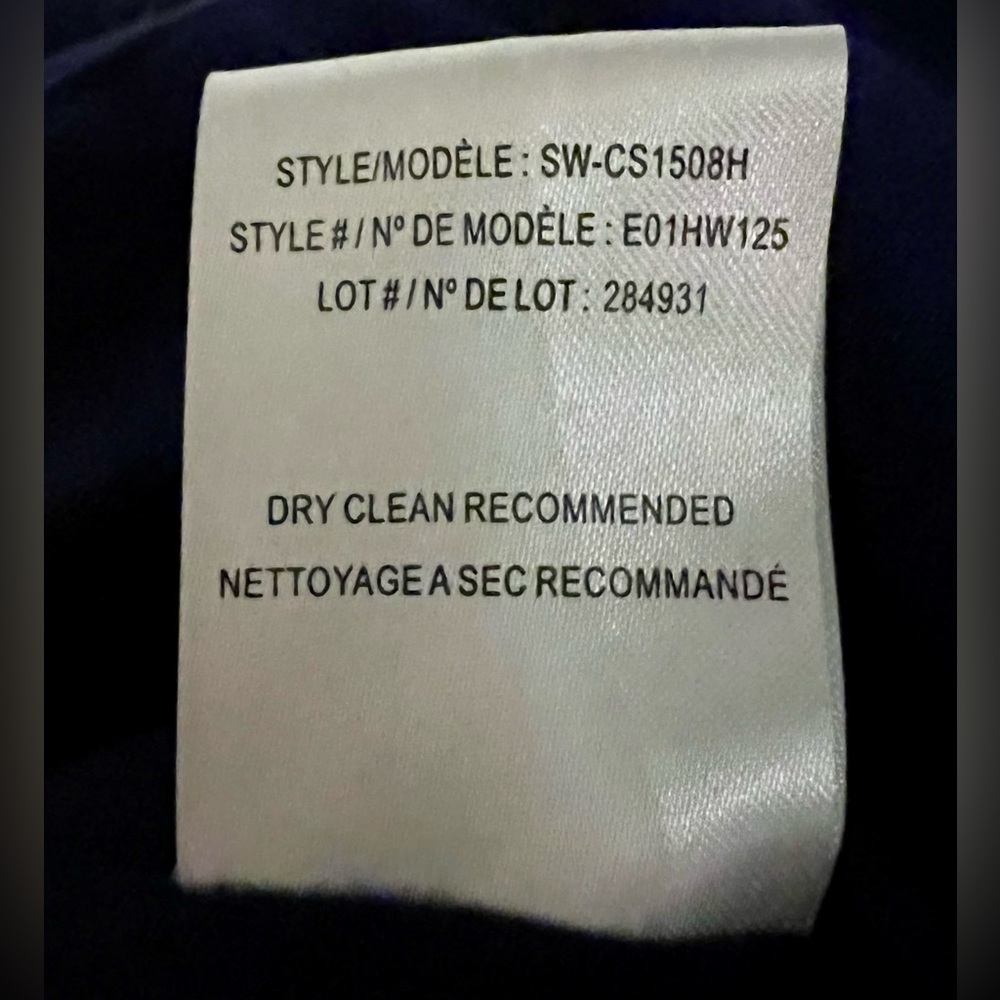 STYLE/MODÈLE : SW-CS1508H
STYLE # / Nº DE MODÈLE : E01HW125
LOT # / Nº DE LOT : 284931
DRY CLEAN RECOMMENDED
NETTOYAGE A SEC RECOMMANDÉ